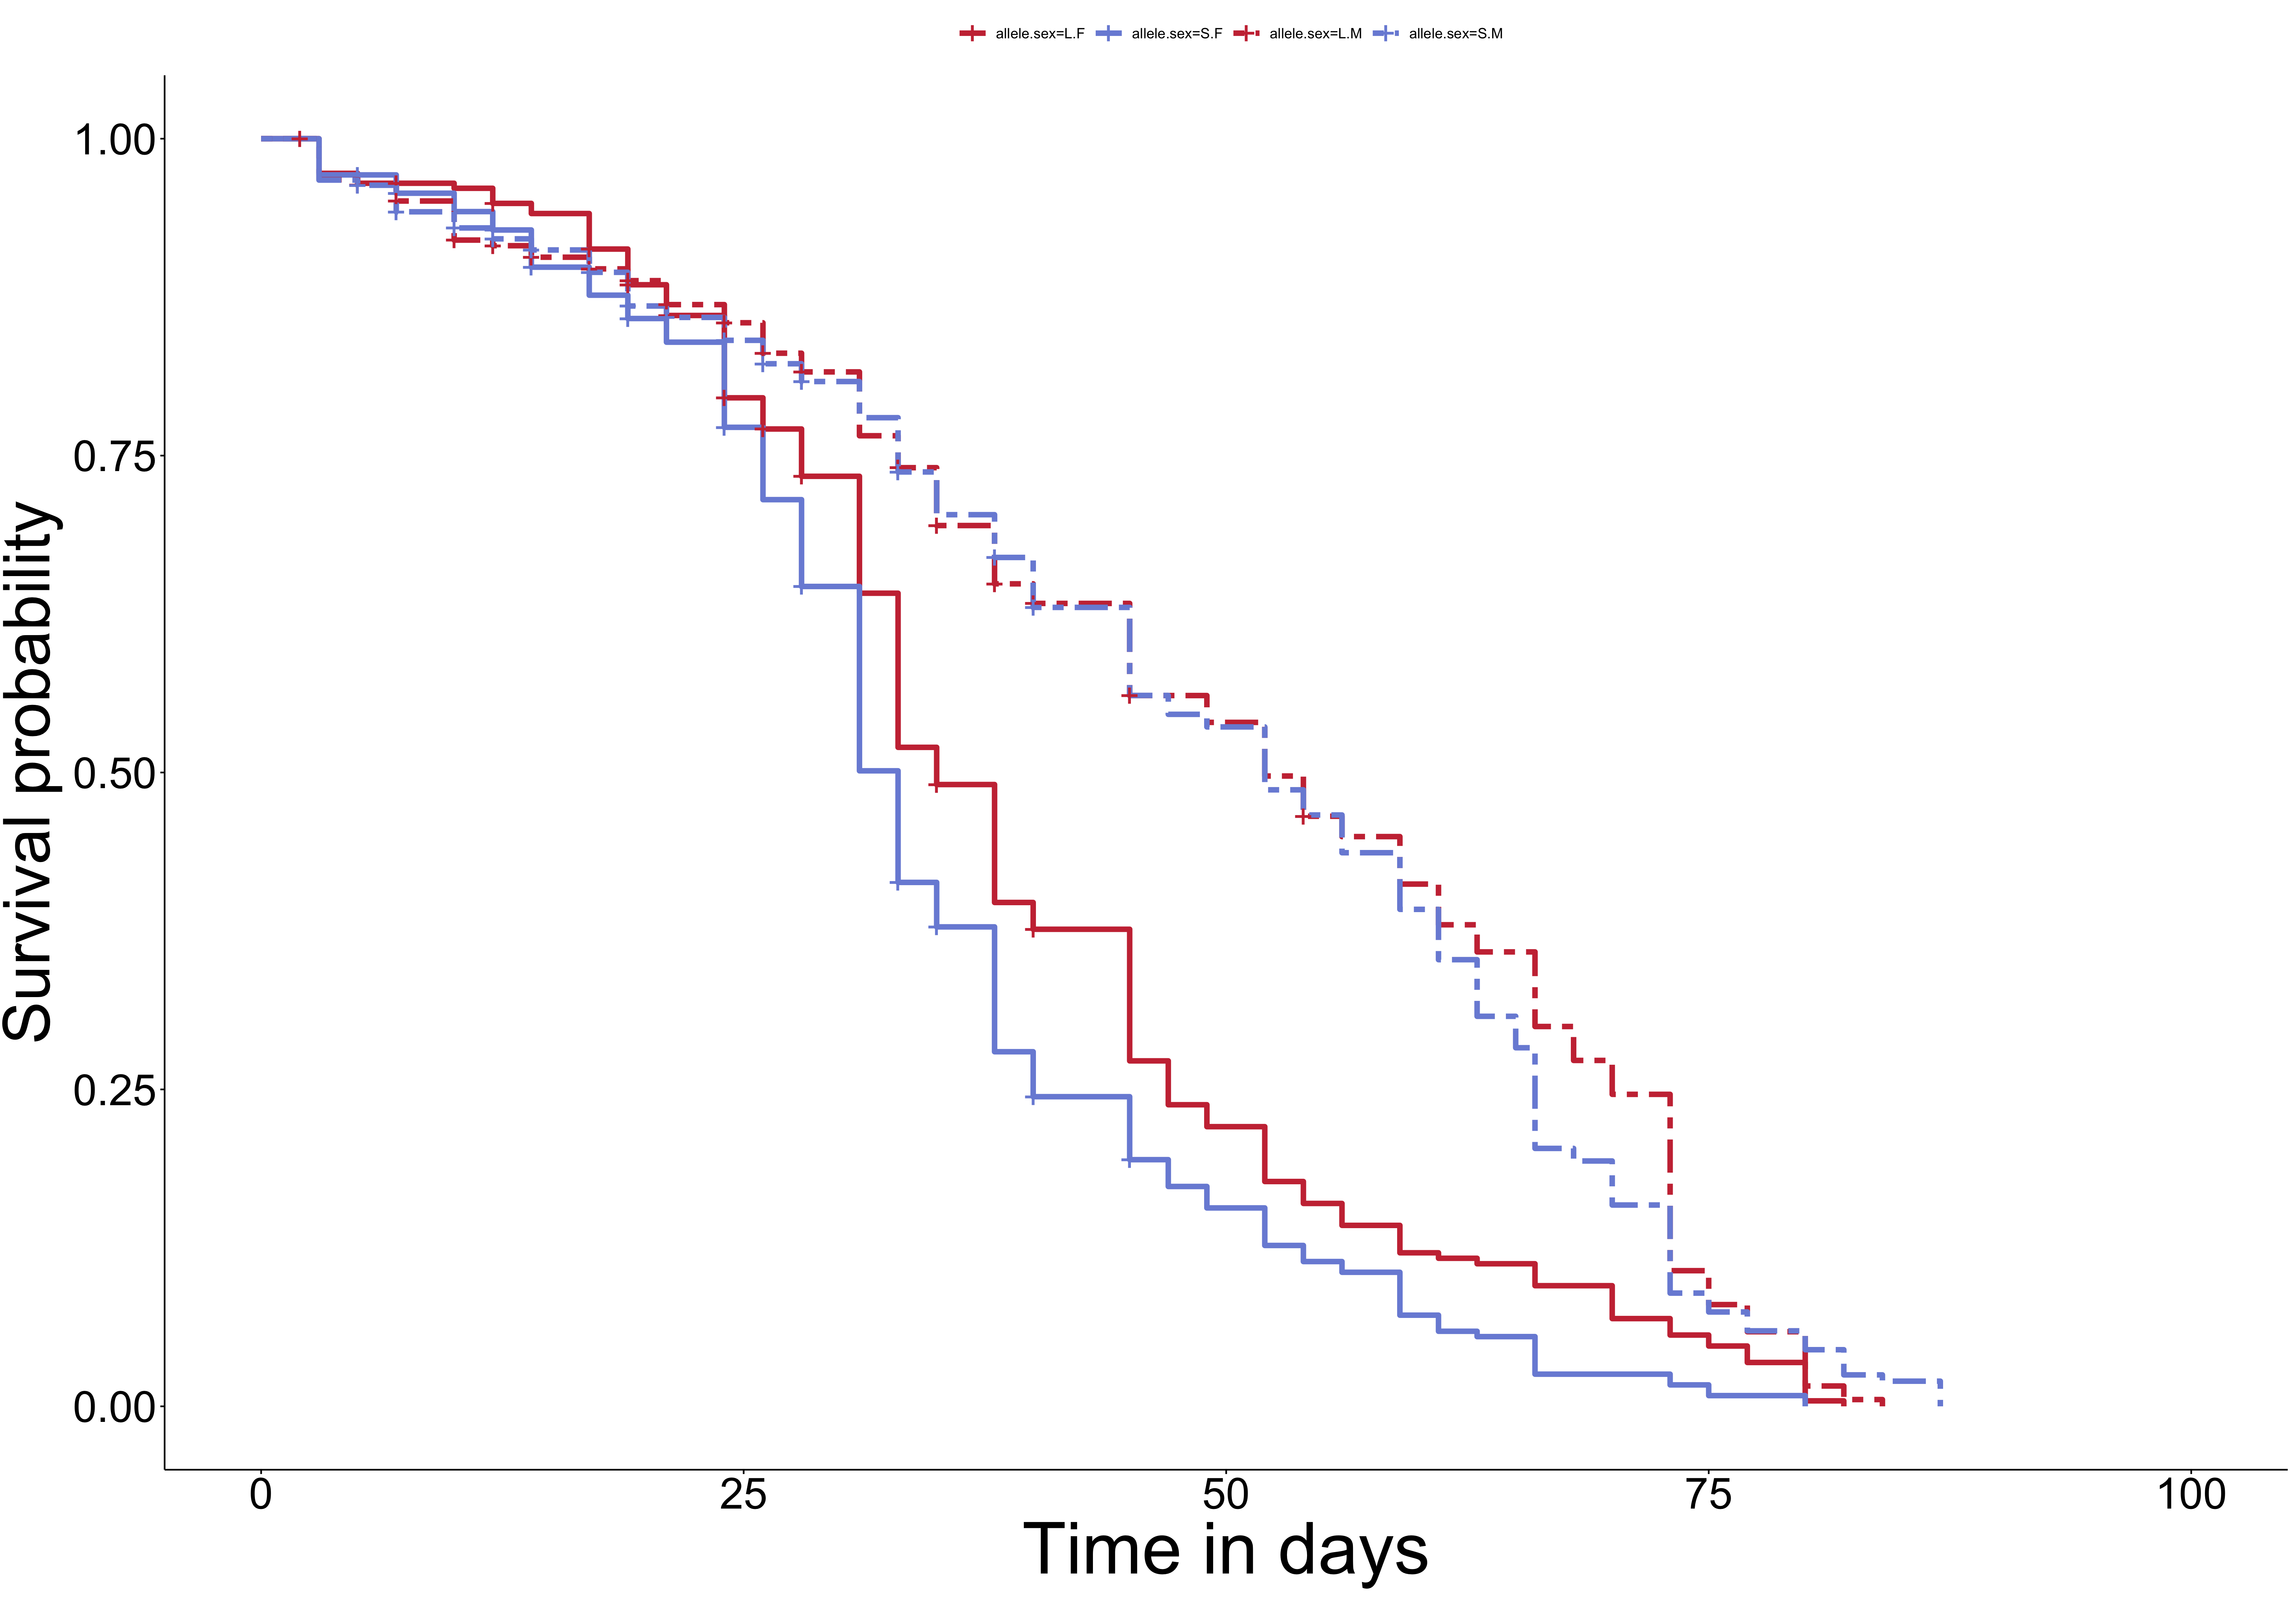 allele.sex=L.F allele.sex=S.F allele.sex=L.M allele.sex=S.M
1.00
0.75
0.50
0.25
0.00
Survival probability
0 25 50 75 100
Time in days